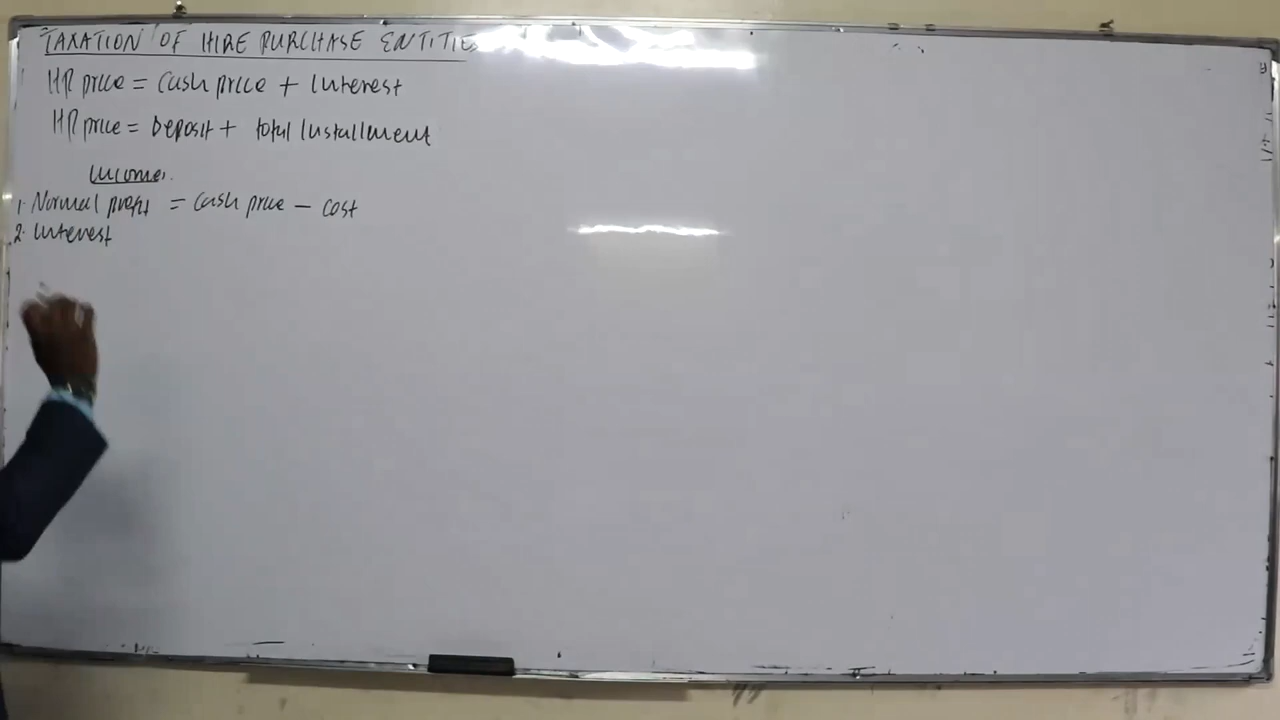 TAXATION OF HIRE PURCHASE ENTITIES
HP price = Cash price + Interest
HP price = Deposit + total Installment
Income.
1. Normal profit = Cash price - cost
2. Interest